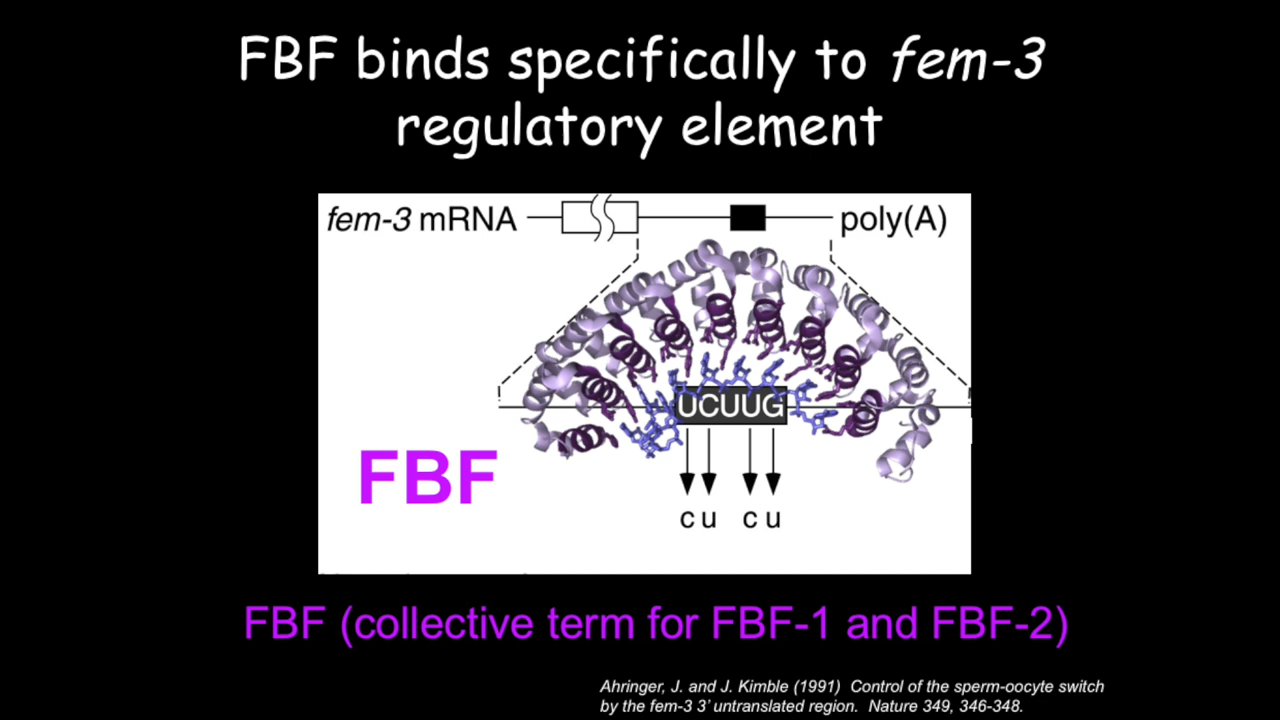 FBF binds specifically to fem-3
regulatory element
fem-3 mRNA
poly(A)
UCUUG
FBF
c u c u
FBF (collective term for FBF-1 and FBF-2)
Ahringer, J. and J. Kimble (1991) Control of the sperm-oocyte switch
by the fem-3 3’ untranslated region. Nature 349, 346-348.